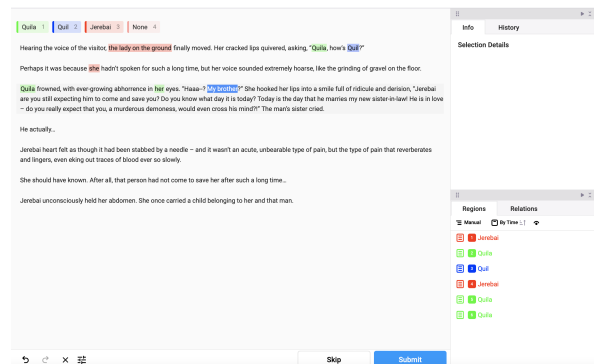 Quila 1 Quil 2 Jerebai 3 None 4
Hearing the voice of the visitor, the lady on the ground finally moved. Her cracked lips quivered, asking, "Quila, how's Quil?"
Perhaps it was because she hadn't spoken for such a long time, but her voice sounded extremely hoarse, like the grinding of gravel on the floor.
Quila frowned, with ever-growing abhorrence in her eyes. "Haaa–? My brother?" She hooked her lips into a smile full of ridicule and derision, "Jerebai
are you still expecting him to come and save you? Do you know what day it is today? Today is the day that he marries my new sister-in-law! He is in love
– do you really expect that you, a murderous demoness, would even cross his mind?!" The man's sister cried.
He actually…
Jerebai heart felt as though it had been stabbed by a needle – and it wasn't an acute, unbearable type of pain, but the type of pain that reverberates
and lingers, even eking out traces of blood ever so slowly.
She should have known. After all, that person had not come to save her after such a long time…
Jerebai unconsciously held her abdomen. She once carried a child belonging to her and that man.
Skip Submit
Info History
Selection Details
Regions Relations
Manual By Time
1 Jerebai
2 Quila
3 Quil
4 Jerebai
5 Quila
6 Quila